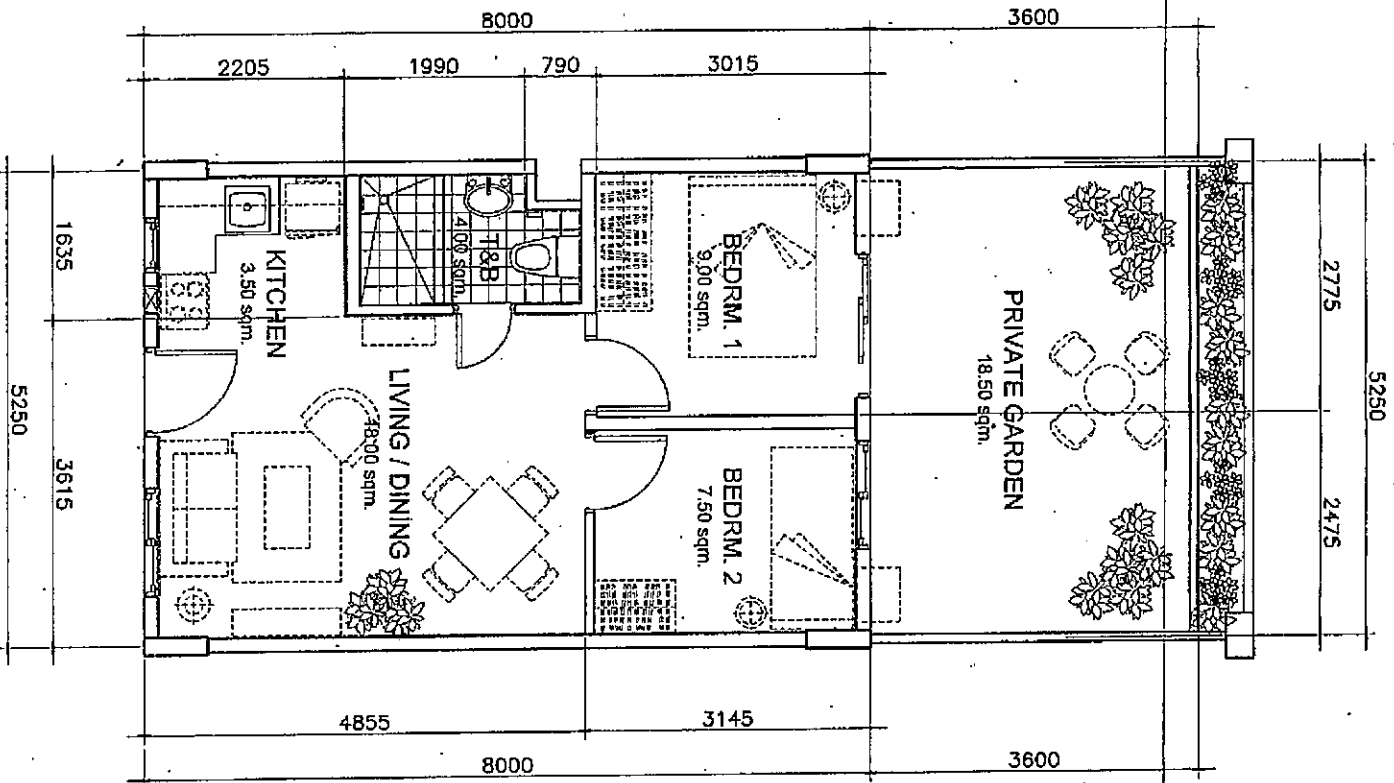 8000
3600
2205
1990
790
3015
1635
3615
5250
KITCHEN
3.50 sqm.
T&B
4.00 sqm.
BEDRM. 1
9.00 sqm.
LIVING / DINING
18.00 sqm.
BEDRM. 2
7.50 sqm.
PRIVATE GARDEN
18.50 sqm.
2775
2475
5250
4855
3145
8000
3600